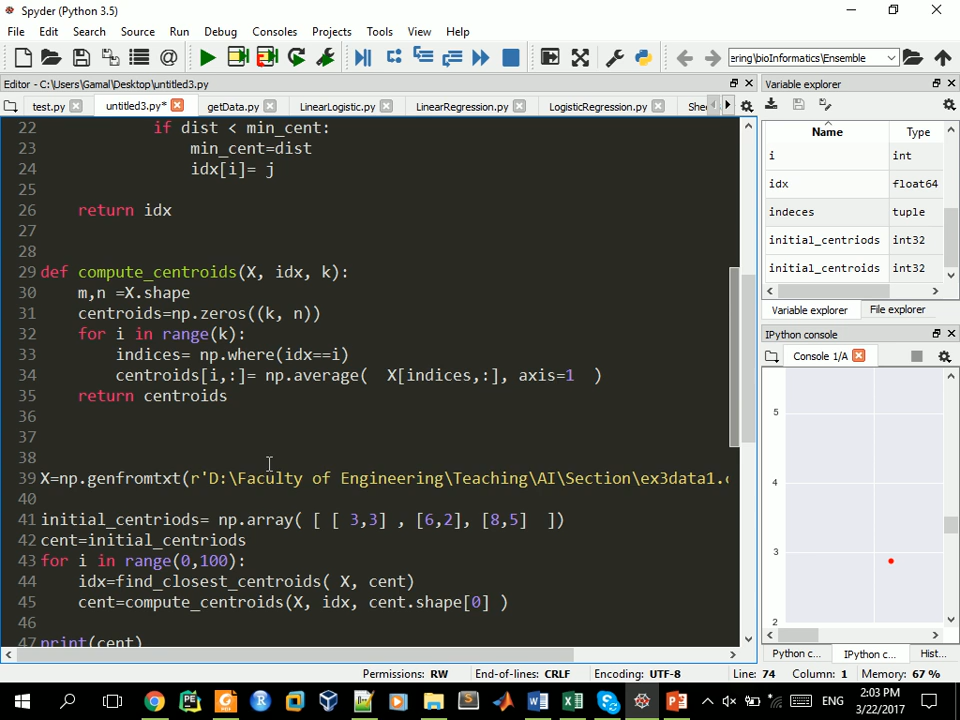 Spyder (Python 3.5)
File Edit Search Source Run Debug Consoles Projects Tools View Help
ering\bioInformatics\Ensemble
Editor - C:\Users\Gamal\Desktop\untitled3.py
Variable explorer
test.py untitled3.py* getData.py LinearLogistic.py LinearRegression.py LogisticRegression.py Shee
Name Type
i int
idx float64
indeces tuple
initial_centriods int32
initial_centroids int32
Variable explorer File explorer
IPython console
Console 1/A
5
4
3
2
Python c... IPython c... Hist...
22 if dist < min_cent:
23 min_cent=dist
24 idx[i]= j
25
26 return idx
27
28
29 def compute_centroids(X, idx, k):
30 m,n =X.shape
31 centroids=np.zeros((k, n))
32 for i in range(k):
33 indices= np.where(idx==i)
34 centroids[i,:]= np.average( X[indices,:], axis=1 )
35 return centroids
36
37
38
39 X=np.genfromtxt(r'D:\Faculty of Engineering\Teaching\AI\Section\ex3data1.c
40
41 initial_centriods= np.array( [ [ 3,3] , [6,2], [8,5] ])
42 cent=initial_centriods
43 for i in range(0,100):
44 idx=find_closest_centroids( X, cent)
45 cent=compute_centroids(X, idx, cent.shape[0] )
46
47 print(cent)
Permissions: RW End-of-lines: CRLF Encoding: UTF-8 Line: 74 Column: 1 Memory: 67 %
ENG
2:03 PM
3/22/2017